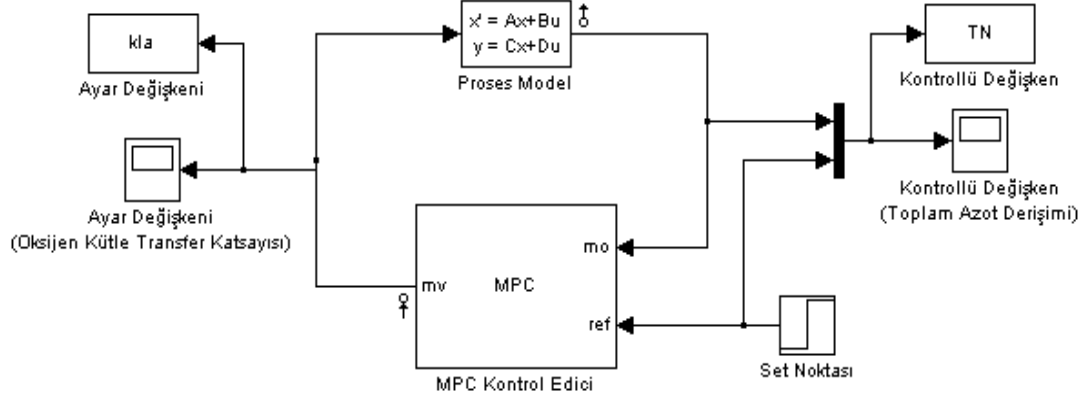 kla
Ayar Değişkeni
x' = Ax+Bu
y = Cx+Du
Proses Model
TN
Kontrollü Değişken
Ayar Değişkeni
(Oksijen Kütle Transfer Katsayısı)
Kontrollü Değişken
(Toplam Azot Derişimi)
mo
mv
MPC
ref
MPC Kontrol Edici
Set Noktası